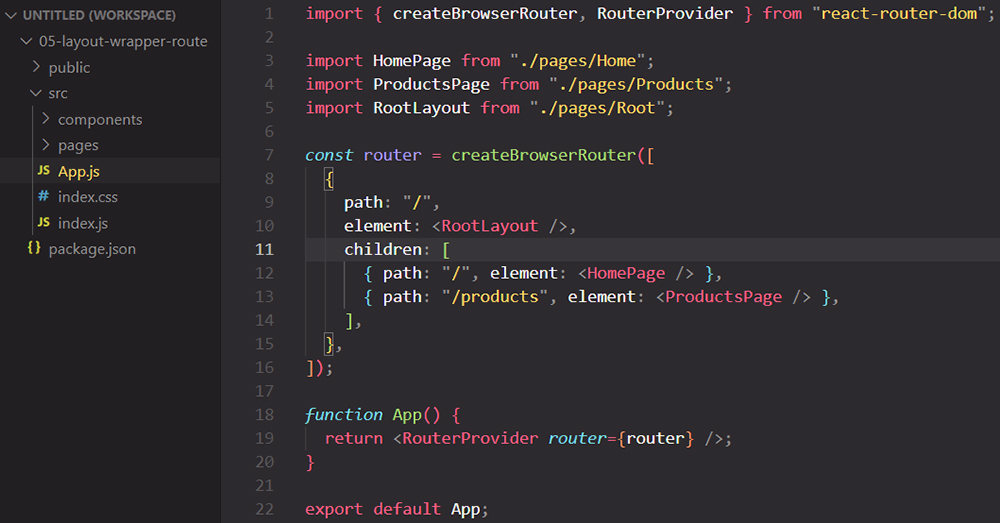 UNTITLED (WORKSPACE)
05-layout-wrapper-route
public
src
components
pages
JS App.js
# index.css
JS index.js
{} package.json
1 import { createBrowserRouter, RouterProvider } from "react-router-dom";
2
3 import HomePage from "./pages/Home";
4 import ProductsPage from "./pages/Products";
5 import RootLayout from "./pages/Root";
6
7 const router = createBrowserRouter([
8   {
9     path: "/",
10     element: <RootLayout />,
11     children: [
12       { path: "/", element: <HomePage /> },
13       { path: "/products", element: <ProductsPage /> },
14     ],
15   },
16 ]);
17
18 function App() {
19   return <RouterProvider router={router} />;
20 }
21
22 export default App;